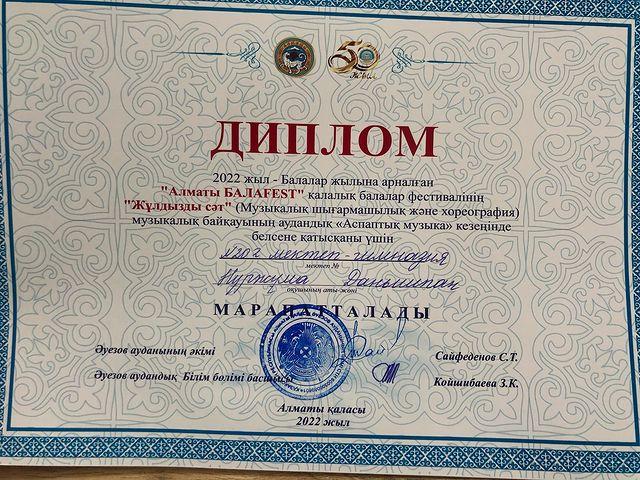 50
ДИПЛОМ
2022 жыл - Балалар жылына арналған
"Алматы БАЛАFEST" қалалық балалар фестивалінің
"Жұлдызды сәт" (Музыкалық шығармашылық және хореография)
музыкалық байқауының аудандық «Аспаптық музыка» кезеңінде
белсене қатысқаны үшін
№202 мектеп-гимназия
мектеп №
оқушының аты-жөні
МАРАПАТТАЛАДЫ
Әуезов ауданының әкімі Сайфеденов С.Т.
Әуезов аудандық Білім бөлімі басшысы Койшибаева З.К.
Алматы қаласы
2022 жыл